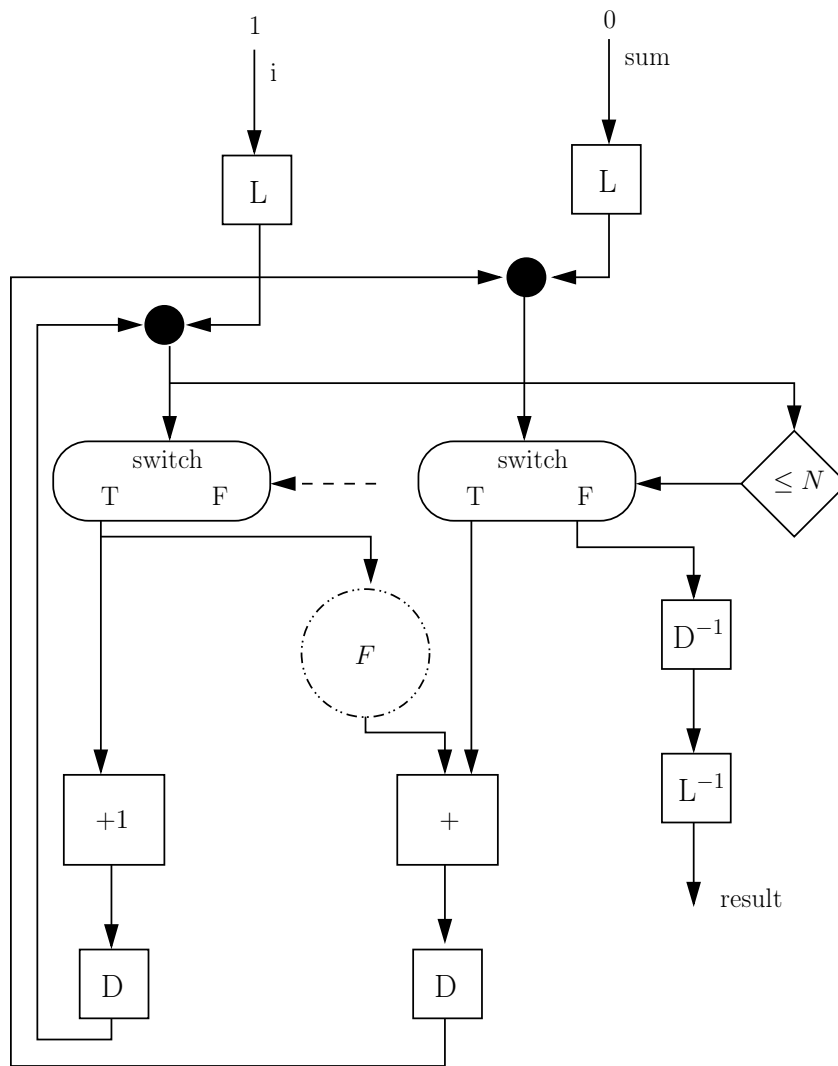 1
0
i
sum
L
L
switch
T F
switch
T F
≤ N
F
D⁻¹
L⁻¹
+1
+
result
D
D